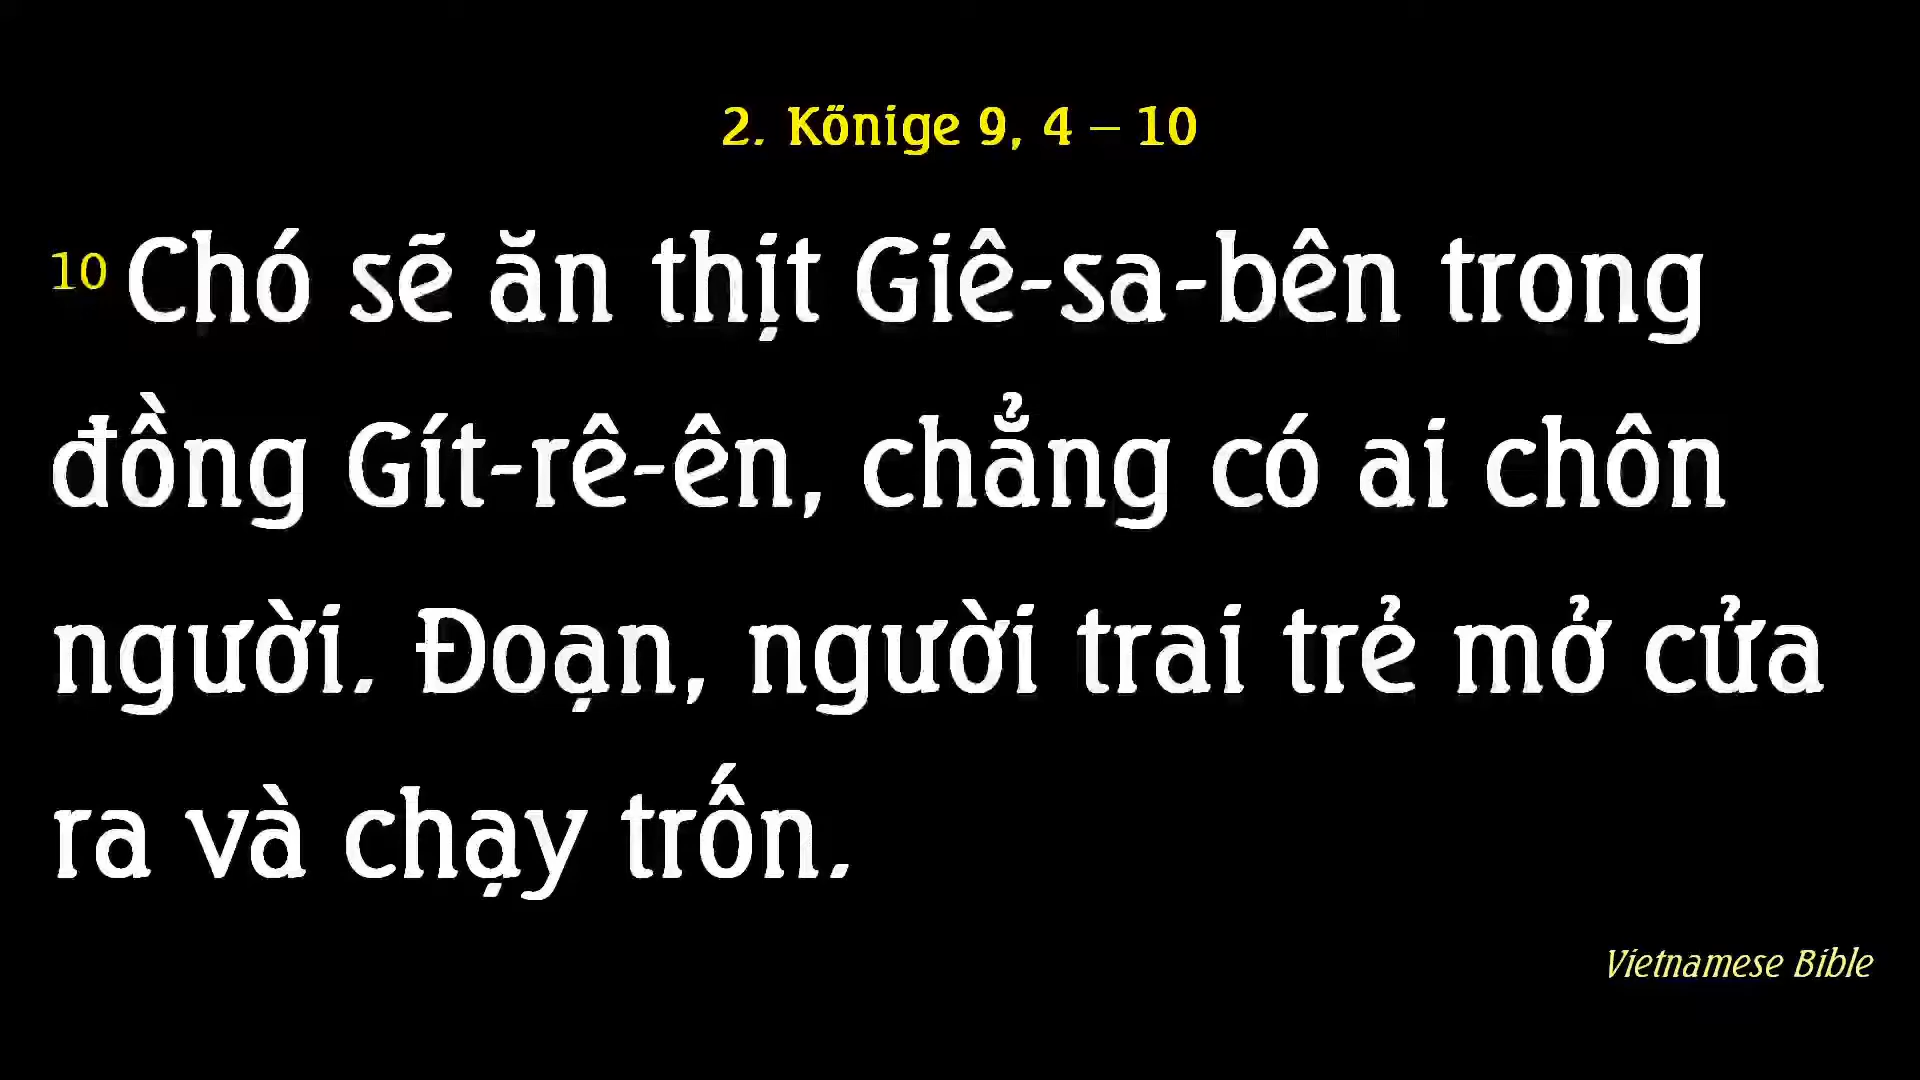 2. Könige 9, 4 – 10
10 Chó sẽ ăn thịt Giê-sa-bên trong
đồng Gít-rê-ên, chẳng có ai chôn
người. Đoạn, người trai trẻ mở cửa
ra và chạy trốn.
Vietnamese Bible